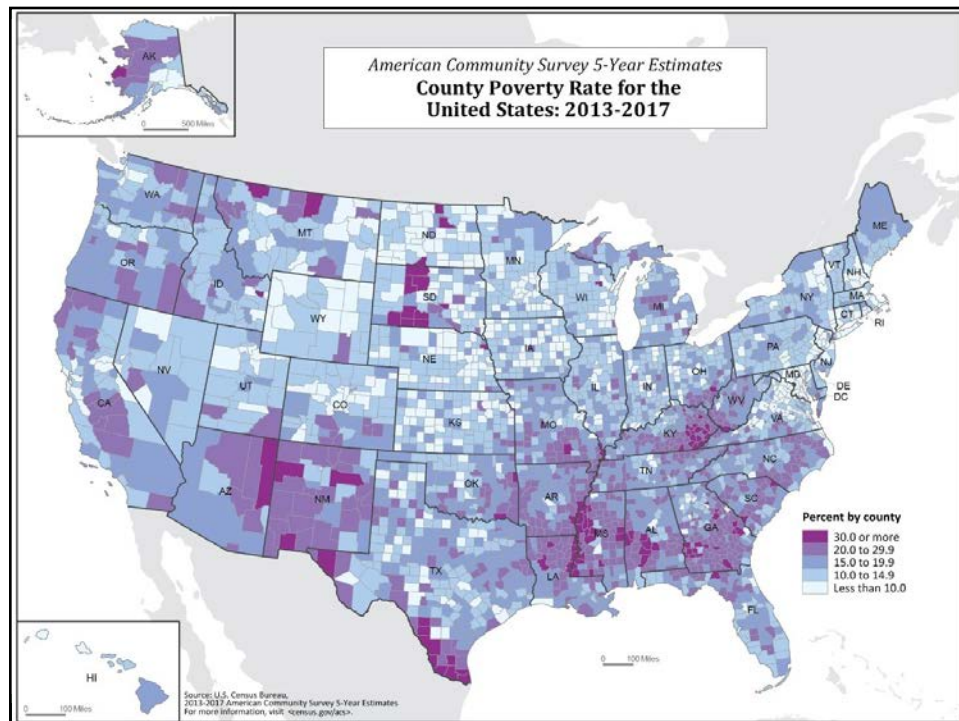 American Community Survey 5-Year Estimates
County Poverty Rate for the
United States: 2013-2017
AK
0 500 Miles
WA
MT
ND
MN
ME
OR
ID
SD
WI
MI
VT
NH
NY
MA
CT
RI
WY
IA
PA
NJ
NE
NV
UT
IL
IN
OH
MD
DE
DC
CA
CO
KS
MO
WV
VA
KY
AZ
NM
OK
AR
TN
NC
SC
MS
AL
GA
TX
LA
FL
Percent by county
30.0 or more
20.0 to 29.9
15.0 to 19.9
10.0 to 14.9
Less than 10.0
0 100 Miles
HI
0 100 Miles
Source: U.S. Census Bureau,
2013-2017 American Community Survey 5-Year Estimates
For more information, visit <census.gov/acs>.